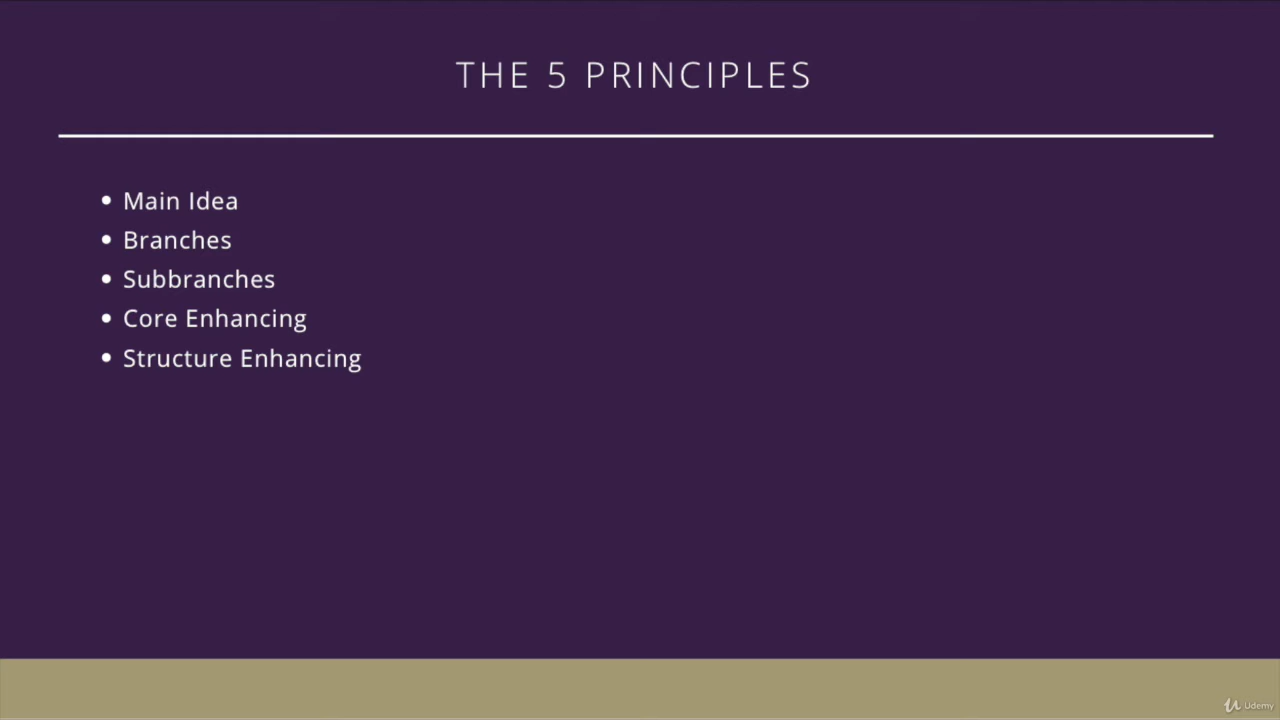 THE 5 PRINCIPLES
• Main Idea
• Branches
• Subbranches
• Core Enhancing
• Structure Enhancing
Udemy